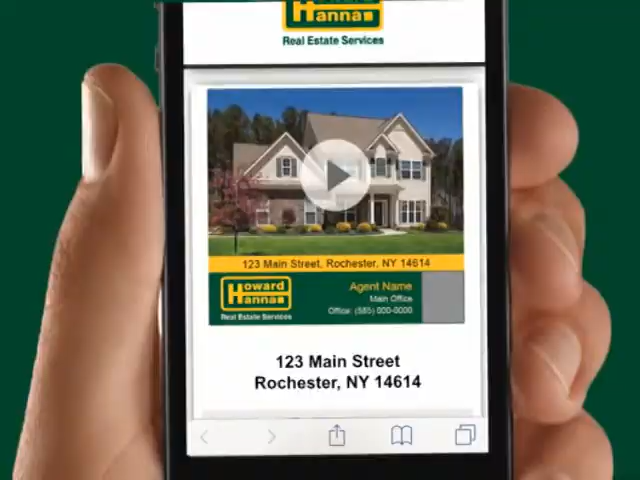 Hanna
Real Estate Services
123 Main Street, Rochester, NY 14614
Howard
Hanna
Real Estate Services
Agent Name
Main Office
Office: (585) 000-0000
123 Main Street
Rochester, NY 14614